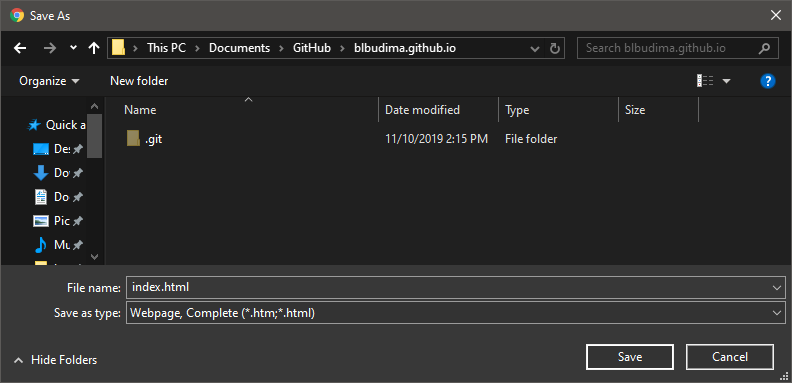 Save As
This PC > Documents > GitHub > blbudima.github.io
Search blbudima.github.io
Organize
New folder
Name
Date modified
Type
Size
.git
11/10/2019 2:15 PM
File folder
Quick a
Des
Dov
Do
Pic
Mu
File name: index.html
Save as type: Webpage, Complete (*.htm;*.html)
Hide Folders
Save
Cancel